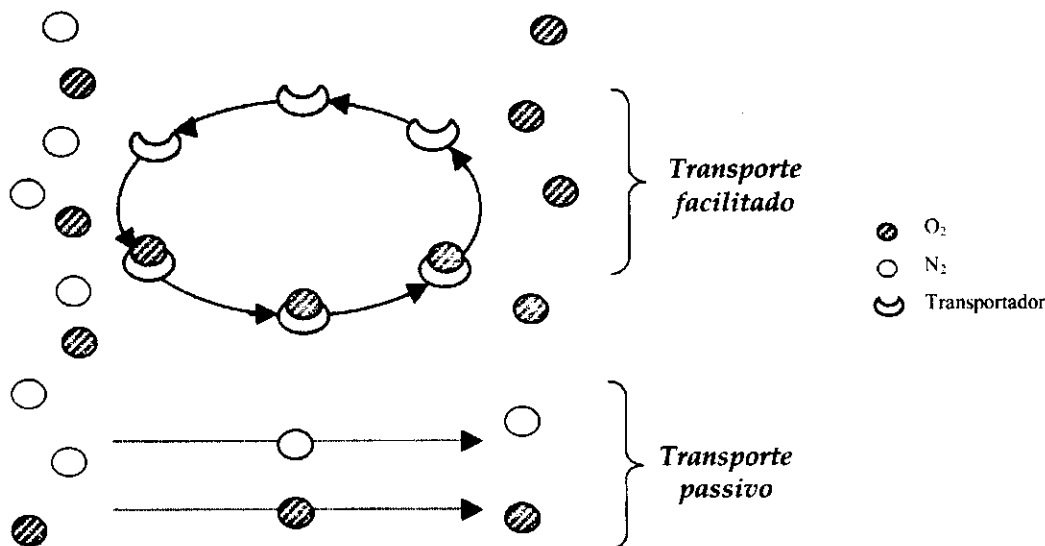 Transporte
facilitado
O₂
N₂
Transportador
Transporte
passivo